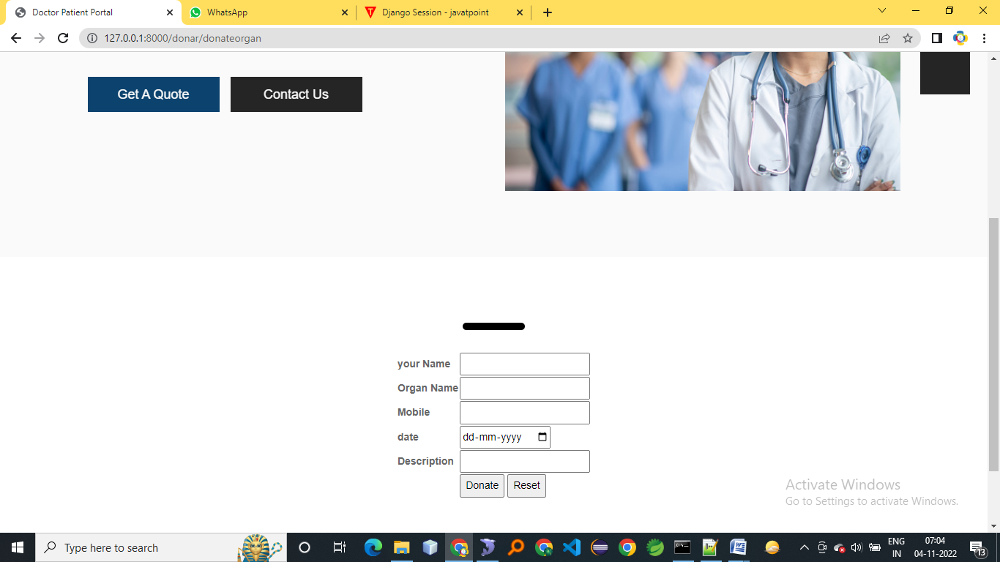 Doctor Patient Portal
WhatsApp
Django Session - javatpoint
127.0.0.1:8000/donar/donateorgan
Get A Quote
Contact Us
your Name
Organ Name
Mobile
date
dd-mm-yyyy
Description
Donate
Reset
Activate Windows
Go to Settings to activate Windows.
Type here to search
ENG
IN
07:04
04-11-2022
13